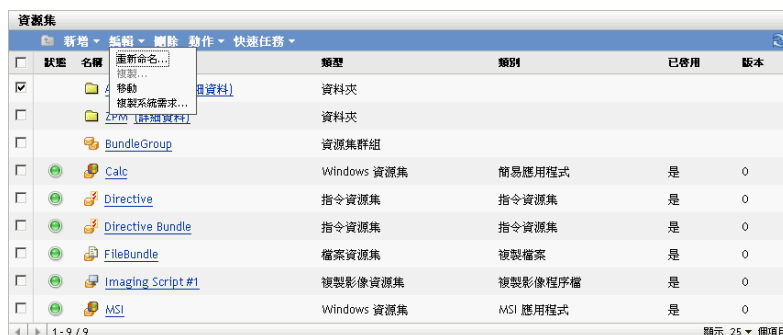 資源集
新增 編輯 刪除 動作 快速任務
狀態 名稱 類型 類別 已啓用 版本
重新命名...
複製...
移動
複製系統需求...
細資料) 資料夾
ZPM (詳細資料) 資料夾
BundleGroup 資源集群組
Calc Windows 資源集 簡易應用程式 是 0
Directive 指令資源集 指令資源集 是 0
Directive Bundle 指令資源集 指令資源集 是 0
FileBundle 檔案資源集 複製檔案 是 0
Imaging Script #1 複製影像資源集 複製影像程序檔 是 0
MSI Windows 資源集 MSI 應用程式 是 0
1 - 9 / 9 顯示 25 個項目